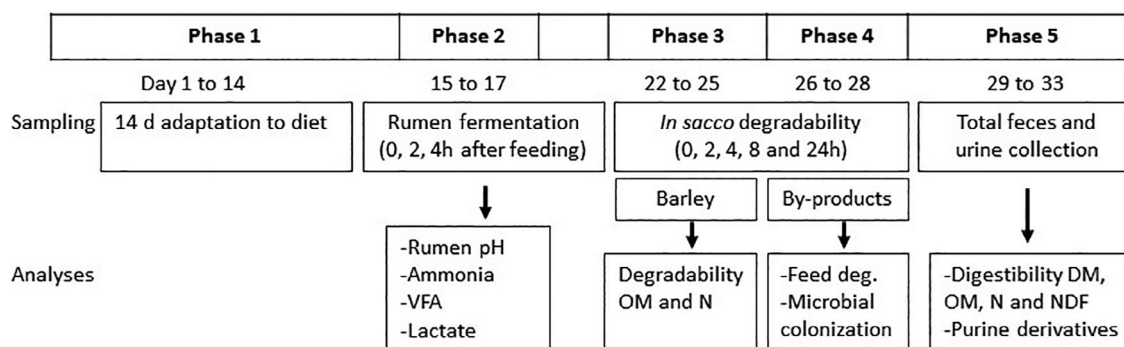 Phase 1 Phase 2 Phase 3 Phase 4 Phase 5
Day 1 to 14 15 to 17 22 to 25 26 to 28 29 to 33
Sampling
14 d adaptation to diet
Rumen fermentation
(0, 2, 4h after feeding)
In sacco degradability
(0, 2, 4, 8 and 24h)
Total feces and
urine collection
Barley
By-products
Analyses
-Rumen pH
-Ammonia
-VFA
-Lactate
Degradability
OM and N
-Feed deg.
-Microbial
colonization
-Digestibility DM,
OM, N and NDF
-Purine derivatives